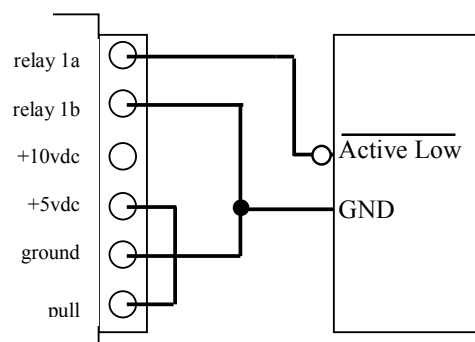 relay 1a
relay 1b
+10vdc
+5vdc
ground
pull
Active Low
GND